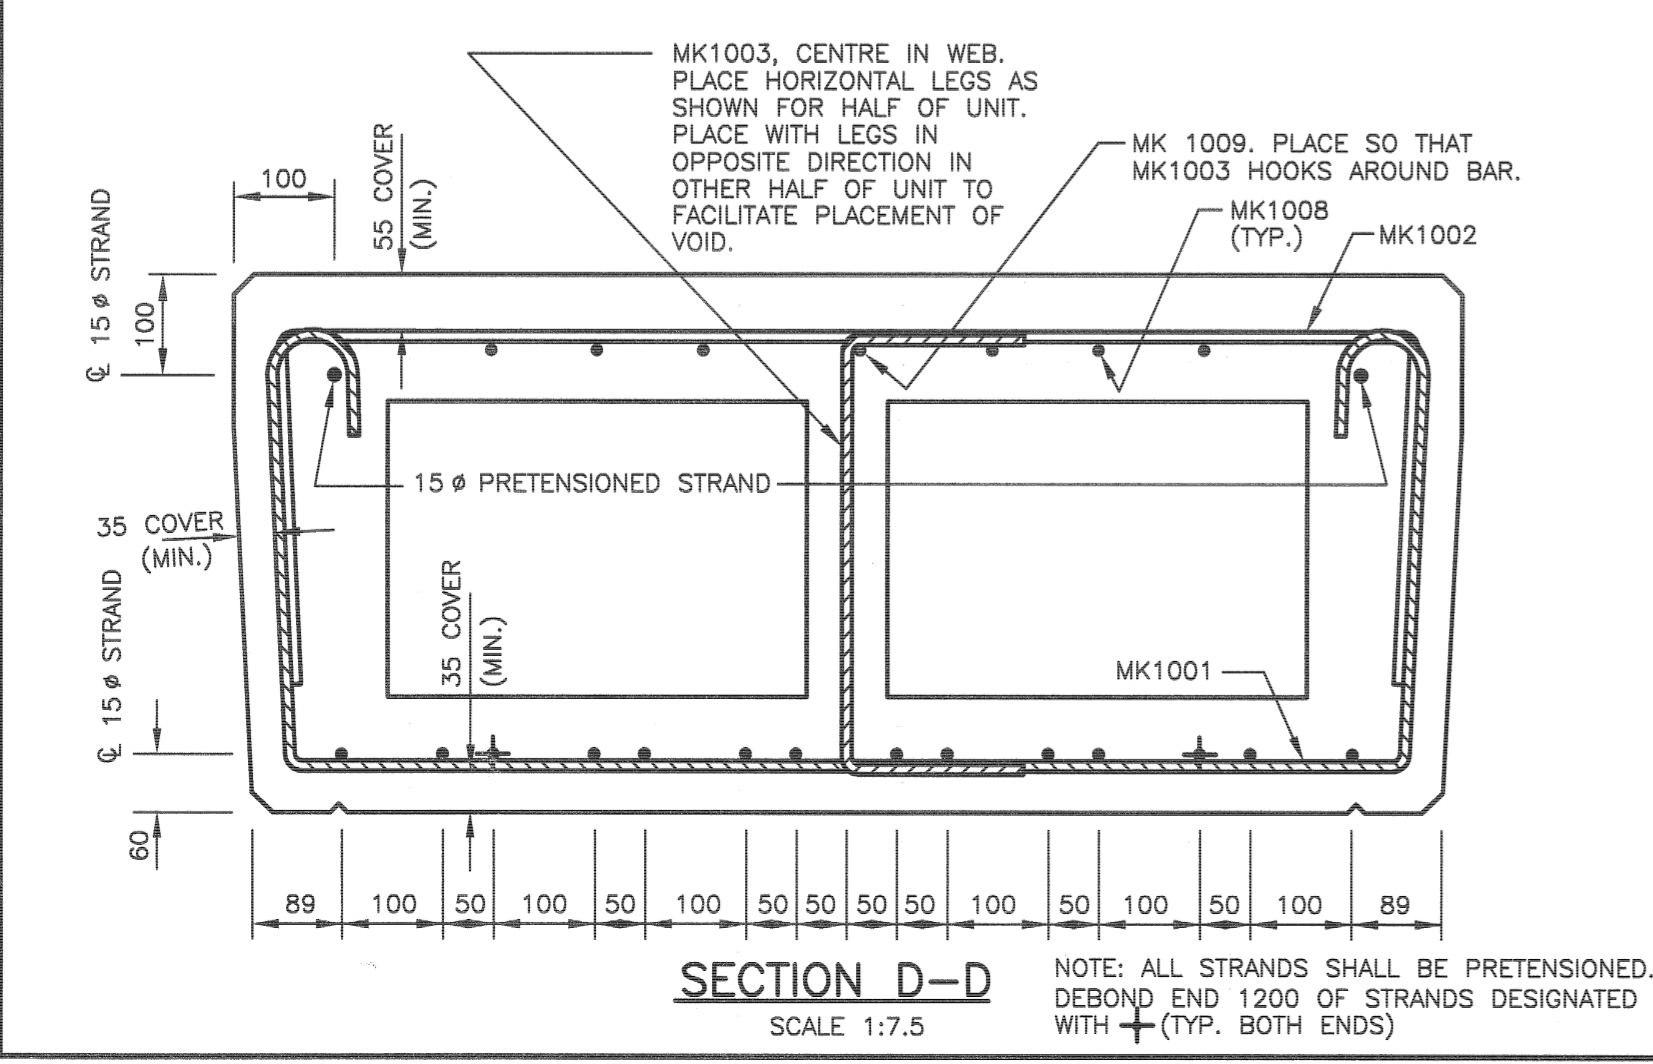 MK1003, CENTRE IN WEB.
PLACE HORIZONTAL LEGS AS
SHOWN FOR HALF OF UNIT.
PLACE WITH LEGS IN
OPPOSITE DIRECTION IN
OTHER HALF OF UNIT TO
FACILITATE PLACEMENT OF
VOID.
MK 1009. PLACE SO THAT
MK1003 HOOKS AROUND BAR.
MK1008
(TYP.)
MK1002
100
55 COVER
(MIN.)
℄ 15 ø STRAND
100
15 ø PRETENSIONED STRAND
35 COVER
(MIN.)
℄ 15 ø STRAND
35 COVER
(MIN.)
MK1001
60
89 100 50 100 50 100 50 50 50 50 100 50 100 50 100 89
SECTION D-D
SCALE 1:7.5
NOTE: ALL STRANDS SHALL BE PRETENSIONED.
DEBOND END 1200 OF STRANDS DESIGNATED
WITH + (TYP. BOTH ENDS)